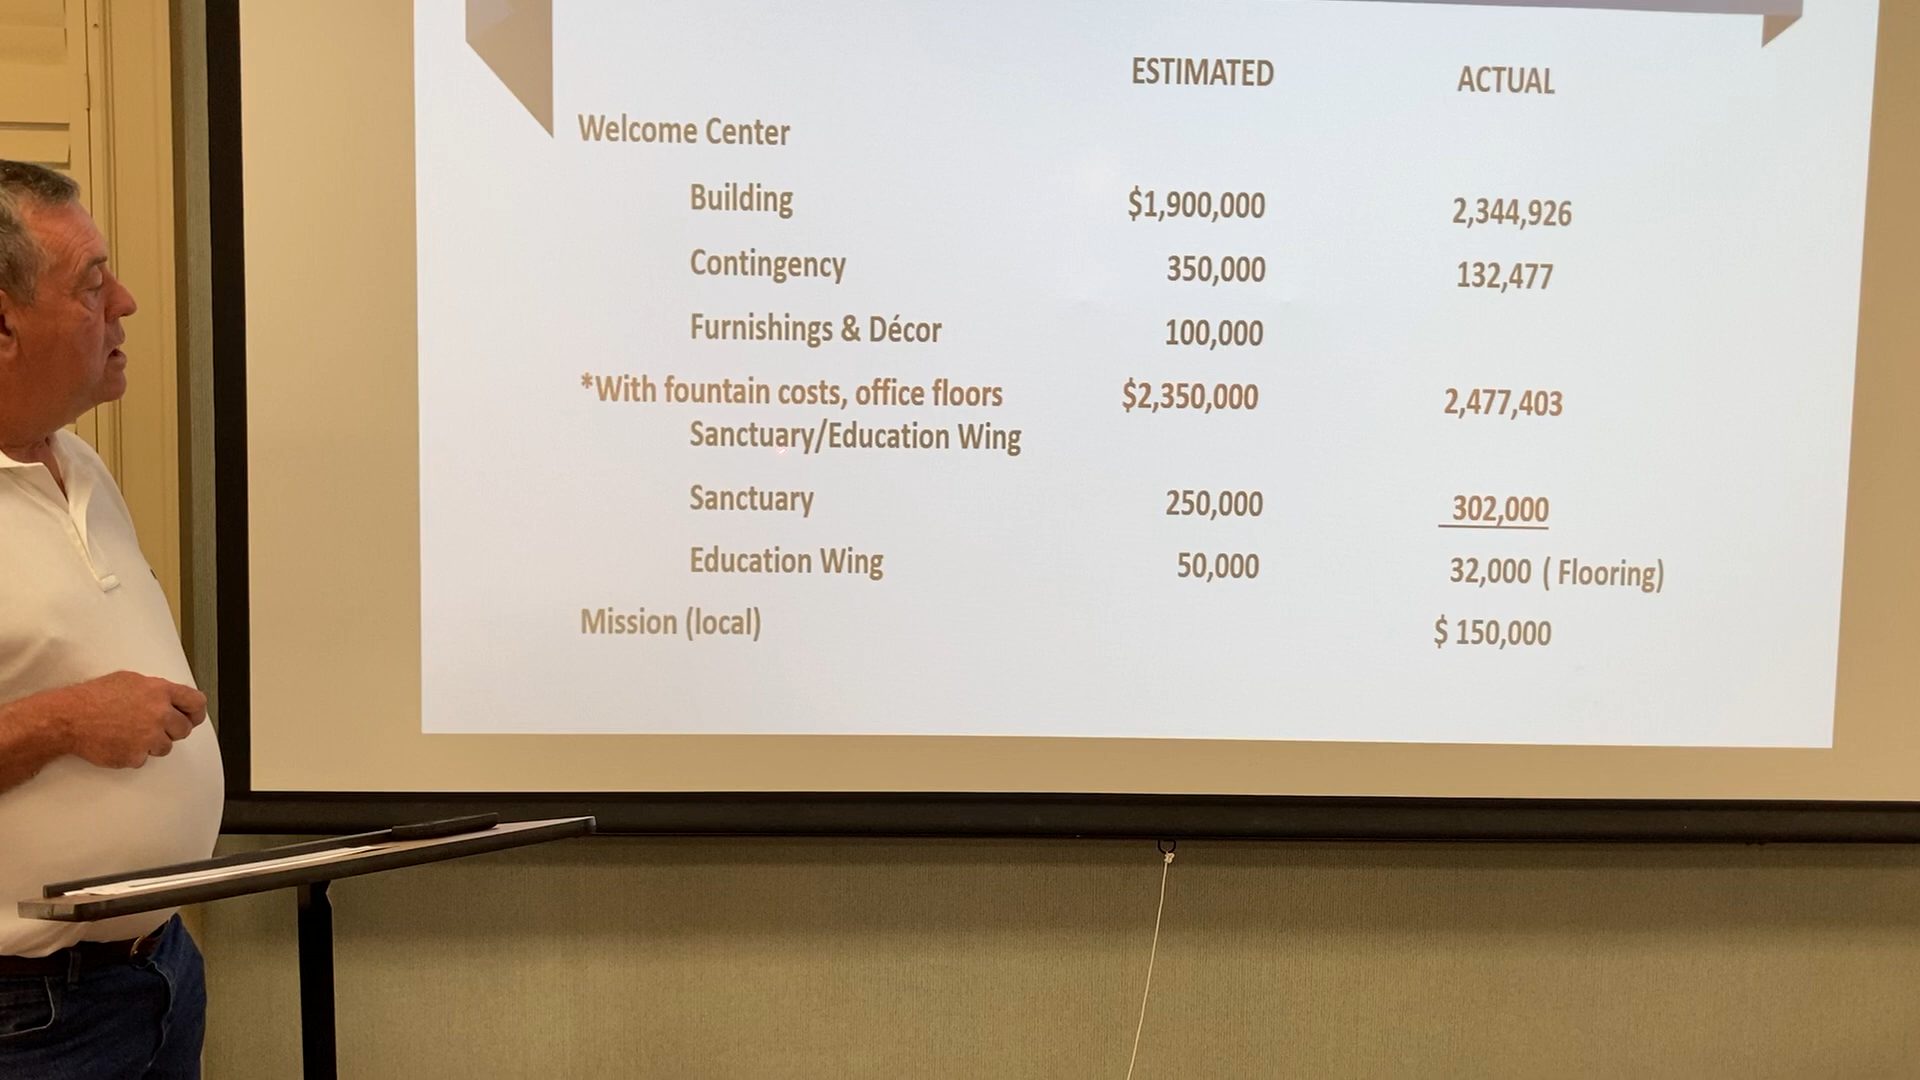 ESTIMATED ACTUAL
Welcome Center
Building $1,900,000 2,344,926
Contingency 350,000 132,477
Furnishings & Décor 100,000
*With fountain costs, office floors $2,350,000 2,477,403
Sanctuary/Education Wing
Sanctuary 250,000 302,000
Education Wing 50,000 32,000 ( Flooring)
Mission (local) $ 150,000